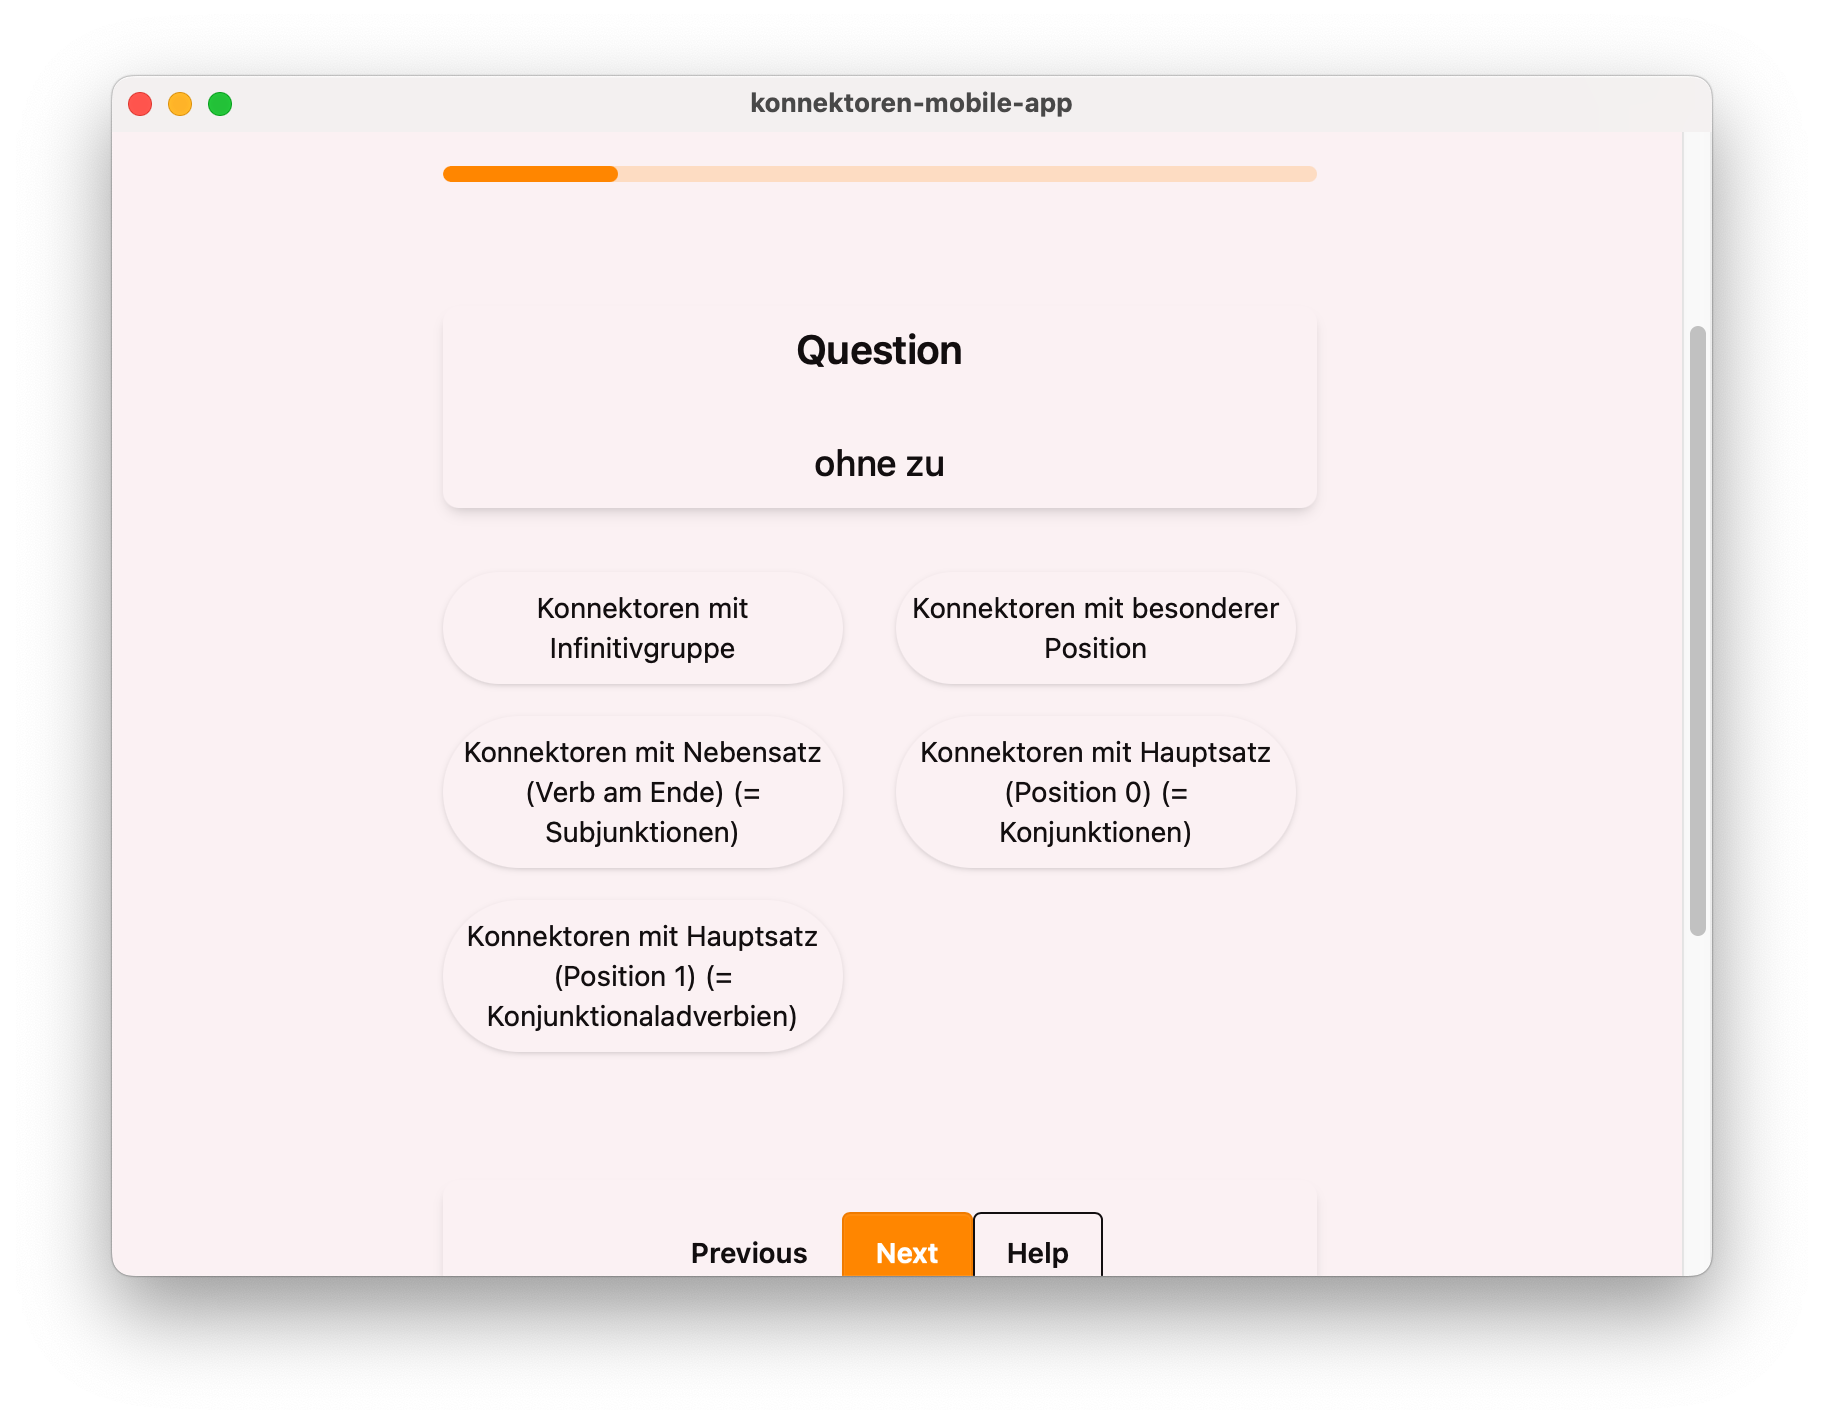 konnektoren-mobile-app
Question
ohne zu
Konnektoren mit
Infinitivgruppe
Konnektoren mit besonderer
Position
Konnektoren mit Nebensatz
(Verb am Ende) (=
Subjunktionen)
Konnektoren mit Hauptsatz
(Position 0) (=
Konjunktionen)
Konnektoren mit Hauptsatz
(Position 1) (=
Konjunktionaladverbien)
Previous
Next
Help